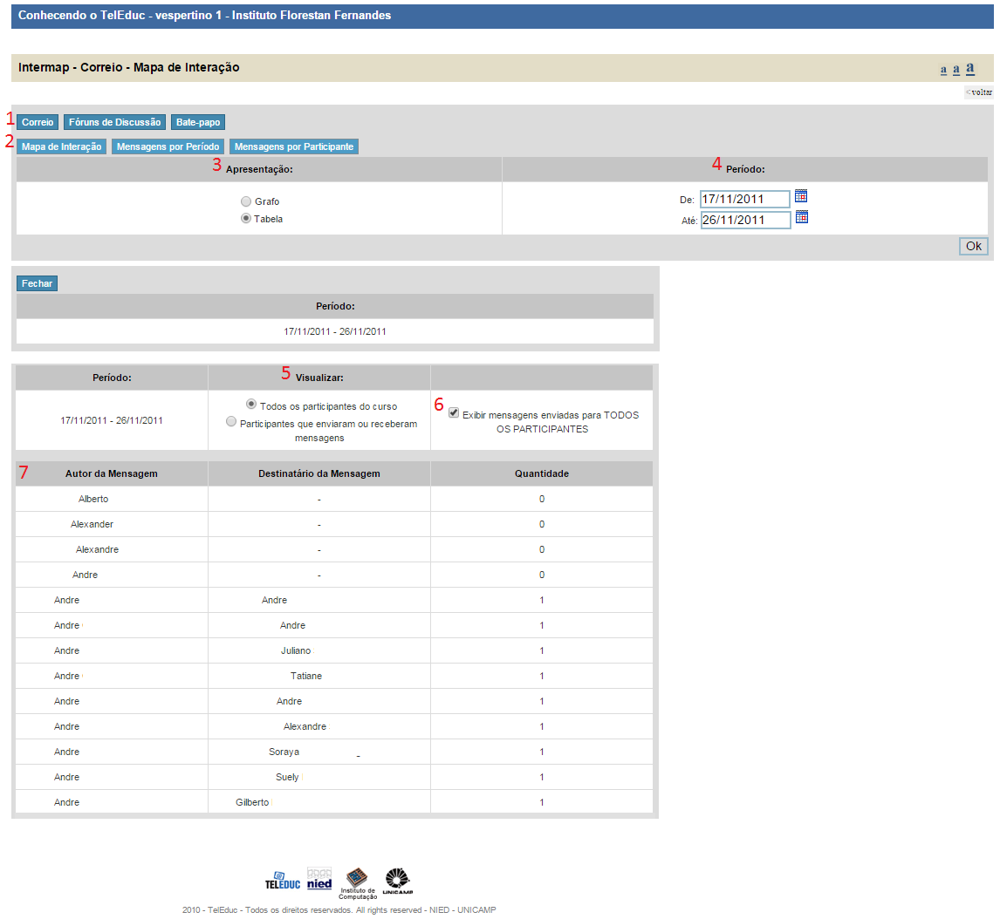 Conhecendo o TelEduc - vespertino 1 - Instituto Florestan Fernandes
Intermap - Correio - Mapa de Interação
a a a
< voltar
1 Correio Fóruns de Discussão Bate-papo
2 Mapa de Interação Mensagens por Período Mensagens por Participante
3 Apresentação: 4 Período:
Grafo De: 17/11/2011
Tabela Até: 26/11/2011
Ok
Fechar
Período:
17/11/2011 - 26/11/2011
Período: 5 Visualizar:
17/11/2011 - 26/11/2011
Todos os participantes do curso
Participantes que enviaram ou receberam
mensagens
6 Exibir mensagens enviadas para TODOS
OS PARTICIPANTES
7 Autor da Mensagem Destinatário da Mensagem Quantidade
Alberto - 0
Alexander - 0
Alexandre - 0
Andre - 0
Andre Andre 1
Andre Andre 1
Andre Juliano 1
Andre Tatiane 1
Andre Andre 1
Andre Alexandre 1
Andre Soraya 1
Andre Suely 1
Andre Gilberto 1
TELEDUC nied Instituto de Computação UNICAMP
2010 - TelEduc - Todos os direitos reservados. All rights reserved - NIED - UNICAMP